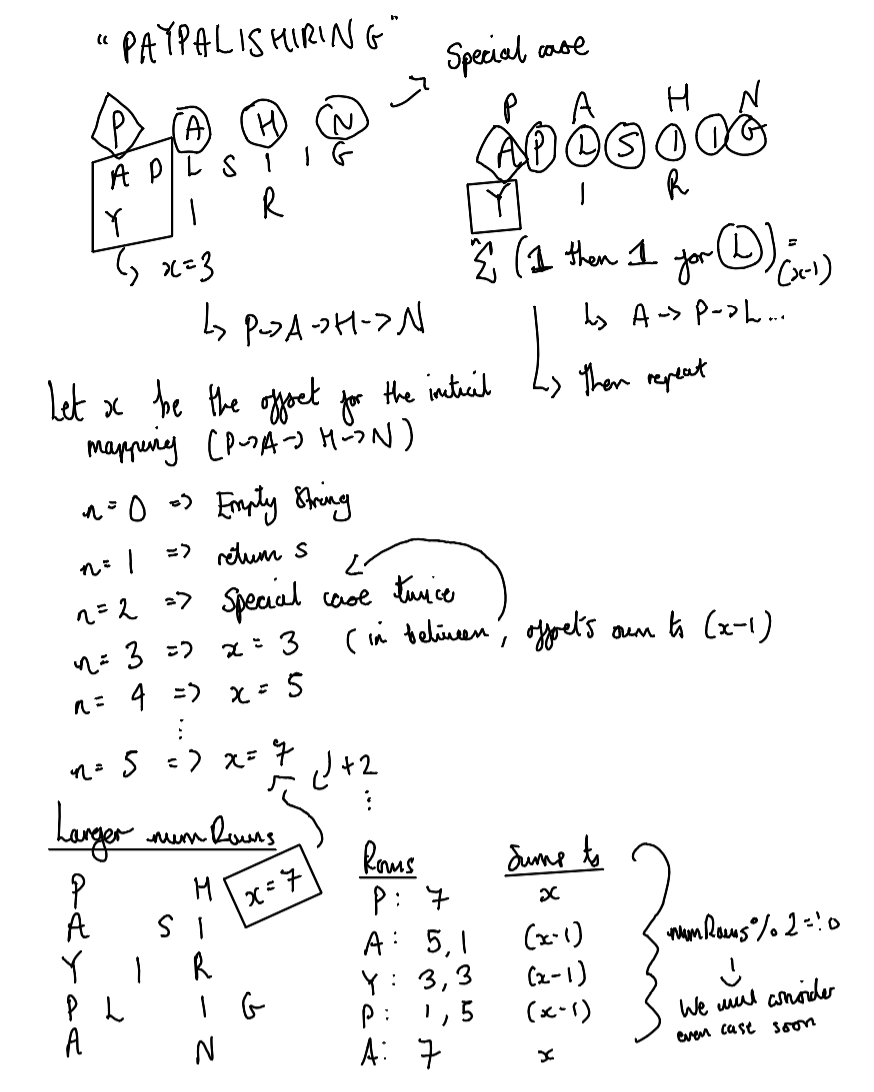 "PAYPALISHIRING"
P A H N
A P L S I I G
Y I R
↳ x=3
↳ P->A->H->N
Special case
P A H N
A P L S I I G
Y I R
Σ (1 then 1 for L) = (x-1)
↳ A-> P->L...
↳ then repeat
Let x be the offset for the initial
mapping (P->A-> H->N)
n=0 => Empty String
n=1 => return s
n=2 => Special case twice
n=3 => x=3 (in between, offsets sum to (x-1)
n=4 => x=5
⋮
n=5 => x=7
+2
⋮
Larger numRows
P H
A S I
Y I R
P L I G
A N
x=7
Rows Sums to
P: 7 x
A: 5,1 (x-1)
Y: 3,3 (x-1)
P: 1,5 (x-1)
A: 7 x
numRows%2=!0
↓
We must consider
even case soon